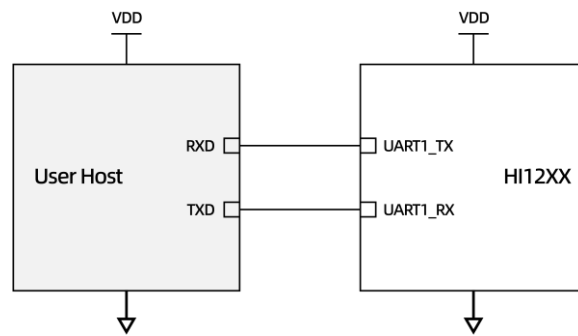 VDD
VDD
RXD
UART1_TX
User Host
HI12XX
TXD
UART1_RX